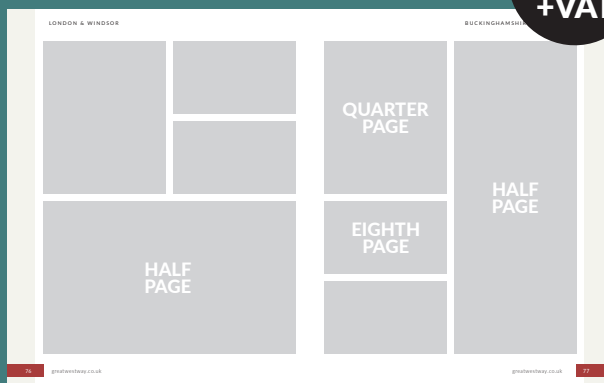 +VA
LONDON & WINDSOR
QUARTER
PAGE
HALF
PAGE
EIGHTH
PAGE
HALF
PAGE
76
greatwestway.co.uk
greatwestway.co.uk
77